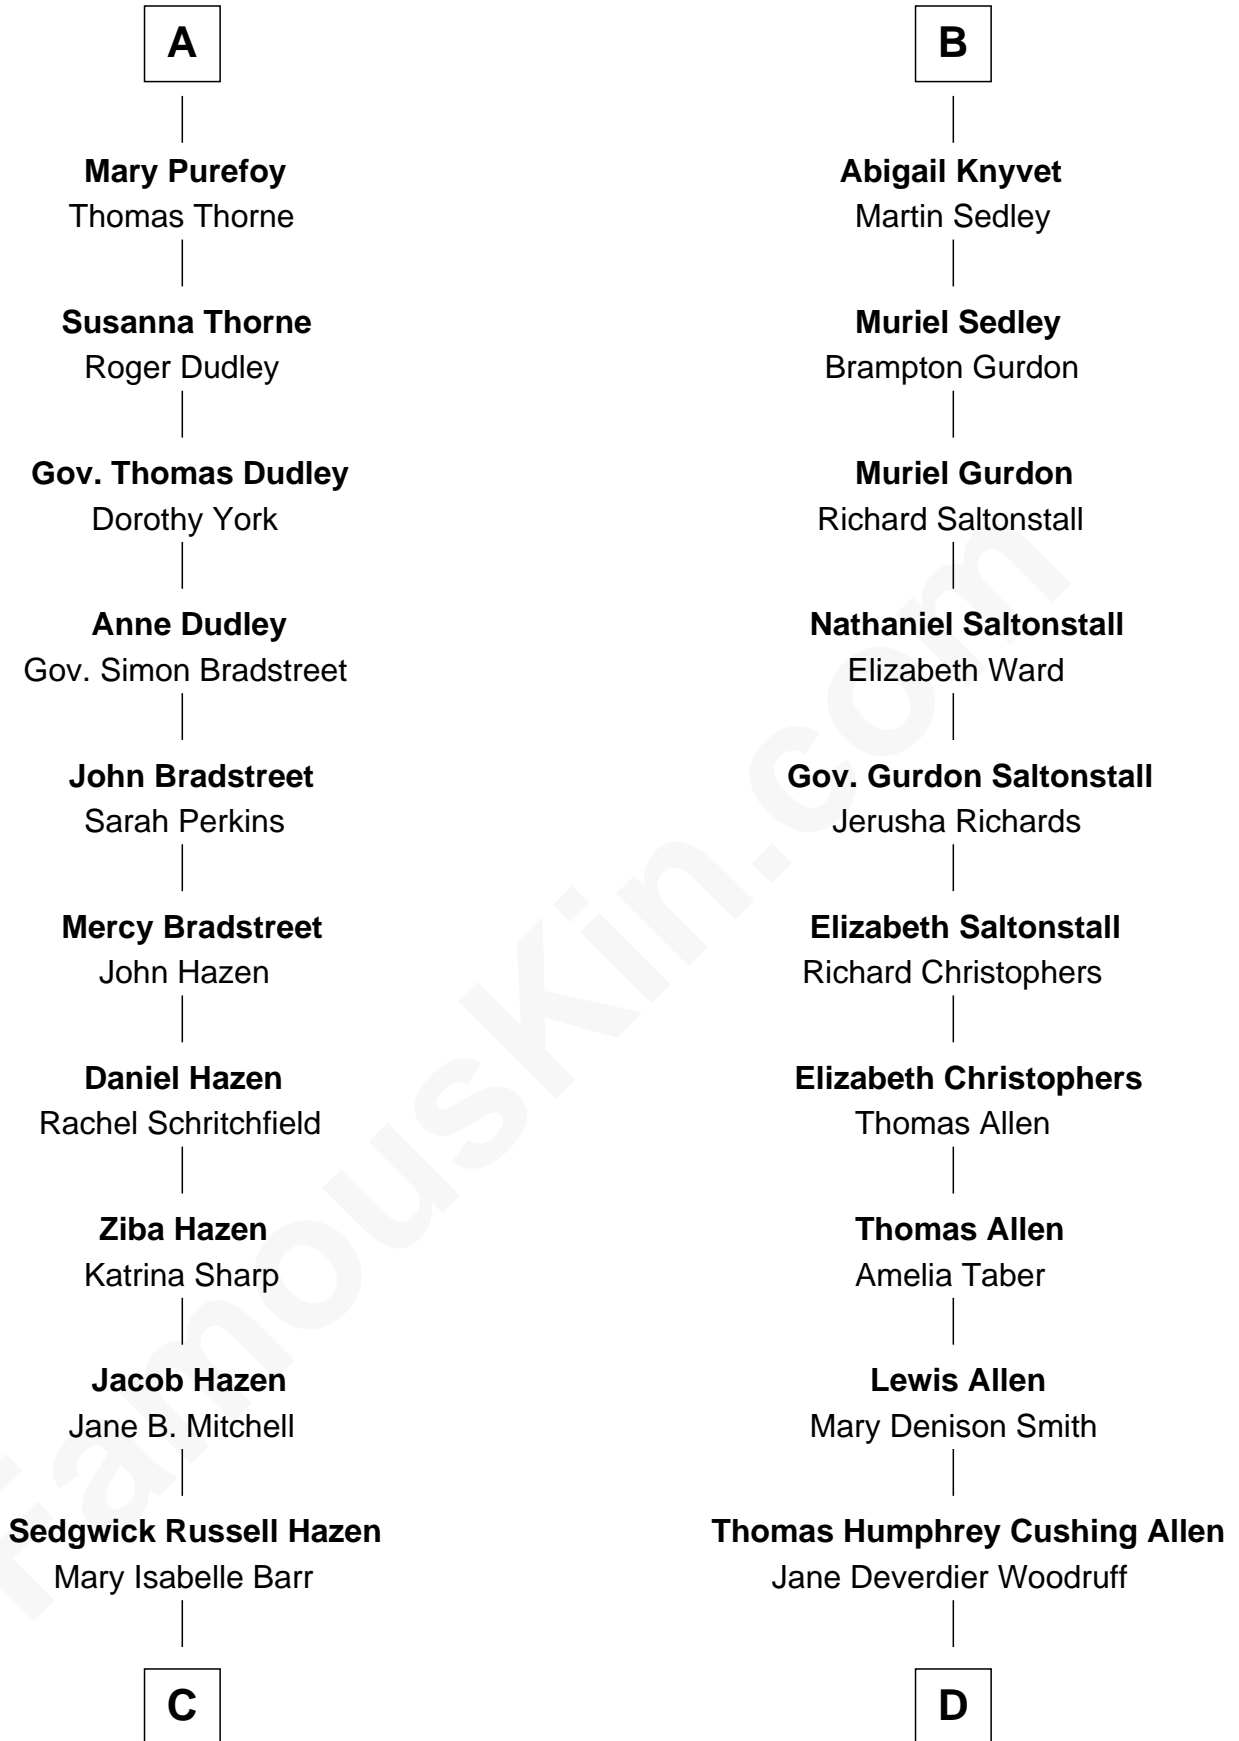 A
Mary Purefoy
Thomas Thorne
Susanna Thorne
Roger Dudley
Gov. Thomas Dudley
Dorothy York
Anne Dudley
Gov. Simon Bradstreet
John Bradstreet
Sarah Perkins
Mercy Bradstreet
John Hazen
Daniel Hazen
Rachel Schritchfield
Ziba Hazen
Katrina Sharp
Jacob Hazen
Jane B. Mitchell
Sedgwick Russell Hazen
Mary Isabelle Barr
C
B
Abigail Knyvet
Martin Sedley
Muriel Sedley
Brampton Gurdon
Muriel Gurdon
Richard Saltonstall
Nathaniel Saltonstall
Elizabeth Ward
Gov. Gurdon Saltonstall
Jerusha Richards
Elizabeth Saltonstall
Richard Christophers
Elizabeth Christophers
Thomas Allen
Thomas Allen
Amelia Taber
Lewis Allen
Mary Denison Smith
Thomas Humphrey Cushing Allen
Jane Deverdier Woodruff
D
FamousKin.com